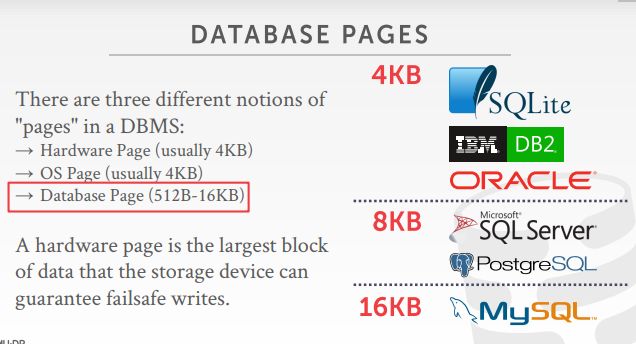 DATABASE PAGES
There are three different notions of
"pages" in a DBMS:
→ Hardware Page (usually 4KB)
→ OS Page (usually 4KB)
→ Database Page (512B-16KB)
A hardware page is the largest block
of data that the storage device can
guarantee failsafe writes.
4KB
SQLite
IBM DB2
ORACLE
8KB
Microsoft®
SQL Server
PostgreSQL
16KB
MySQL™